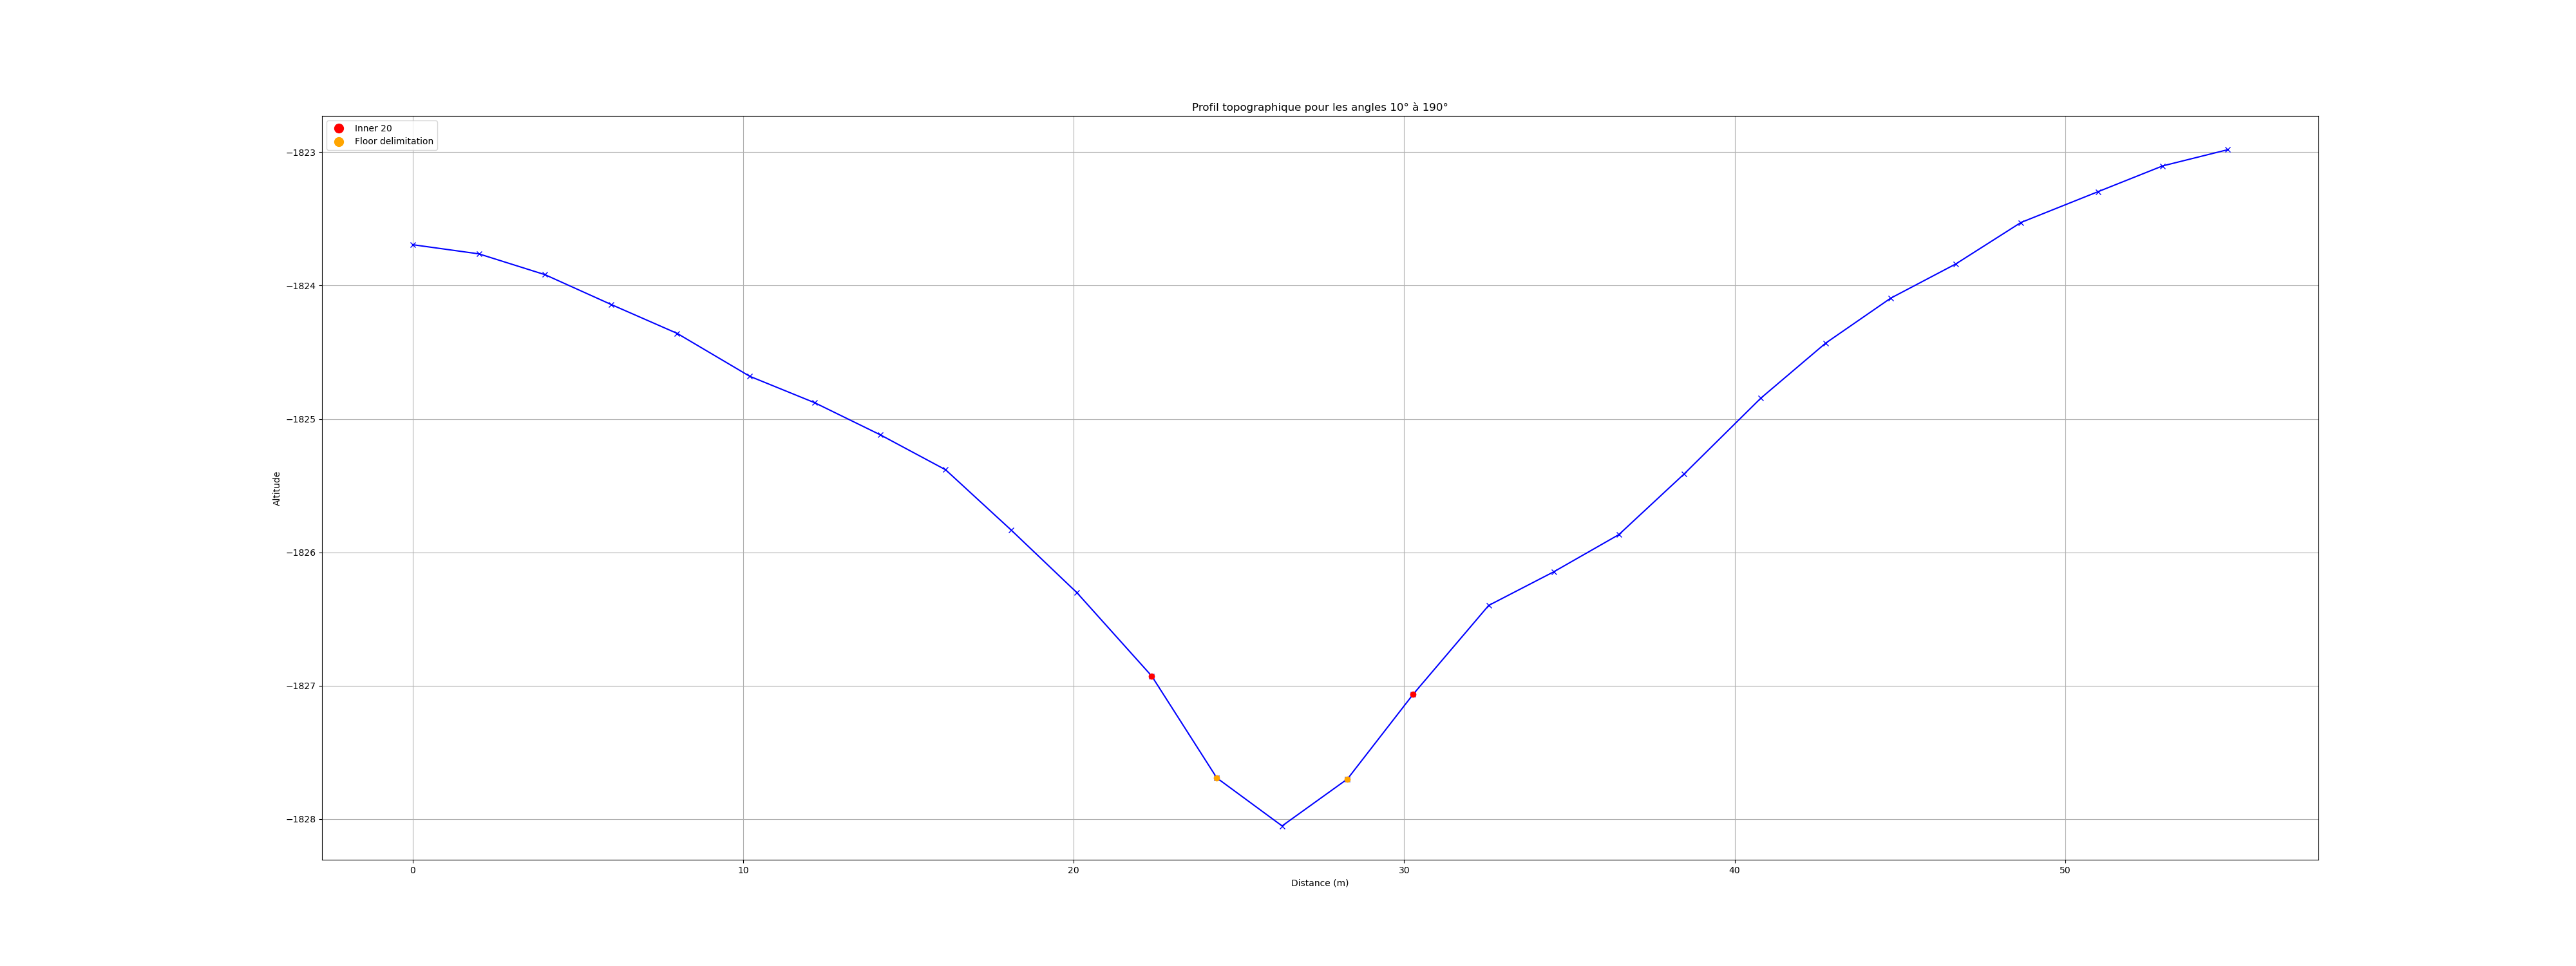 Profil topographique pour les angles 10° à 190°
Inner 20
Floor delimitation
−1823
−1824
−1825
−1826
−1827
−1828
Altitude
0 10 20 30 40 50
Distance (m)